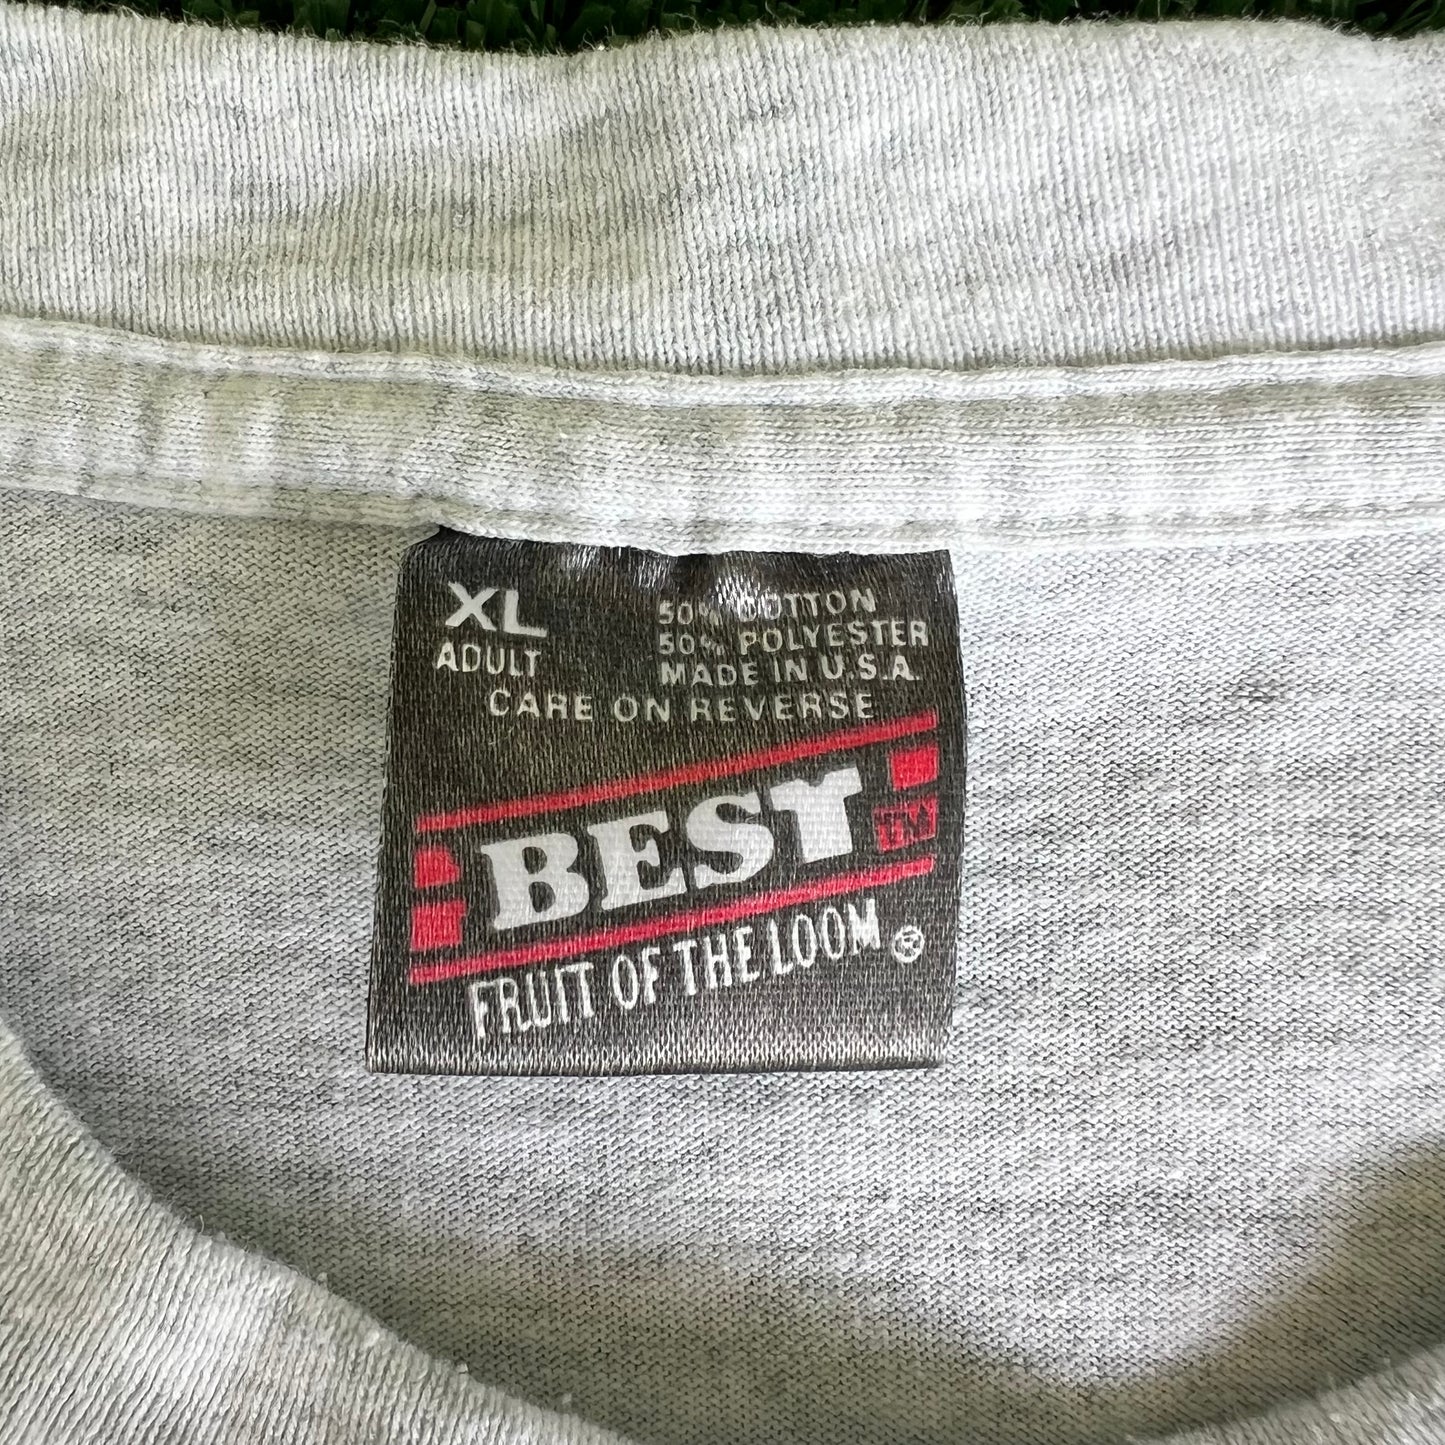 XL
ADULT
50% COTTON
50% POLYESTER
MADE IN U.S.A.
CARE ON REVERSE
BEST TM
FRUIT OF THE LOOM ®